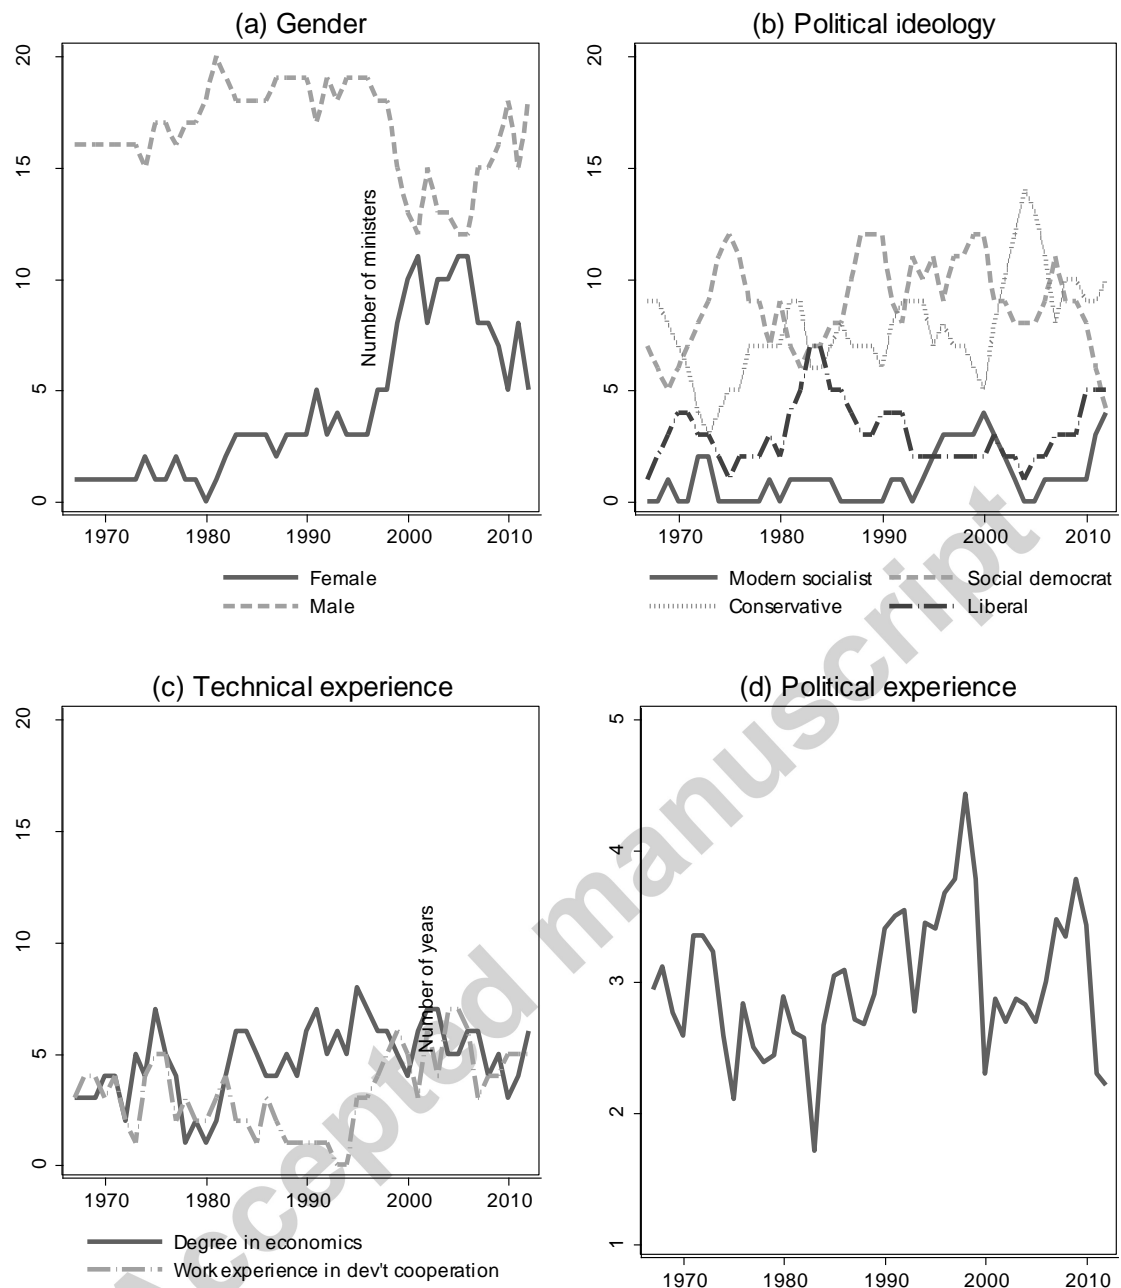 (a) Gender
20
15
10
5
0
1970 1980 1990 2000 2010
Female
Male
Number of ministers
(b) Political ideology
20
15
10
5
0
1970 1980 1990 2000 2010
Modern socialist Social democrat
Conservative Liberal
(c) Technical experience
20
15
10
5
0
1970 1980 1990 2000 2010
Degree in economics
Work experience in dev't cooperation
Number of years
(d) Political experience
5
4
3
2
1
1970 1980 1990 2000 2010
Accepted manuscript